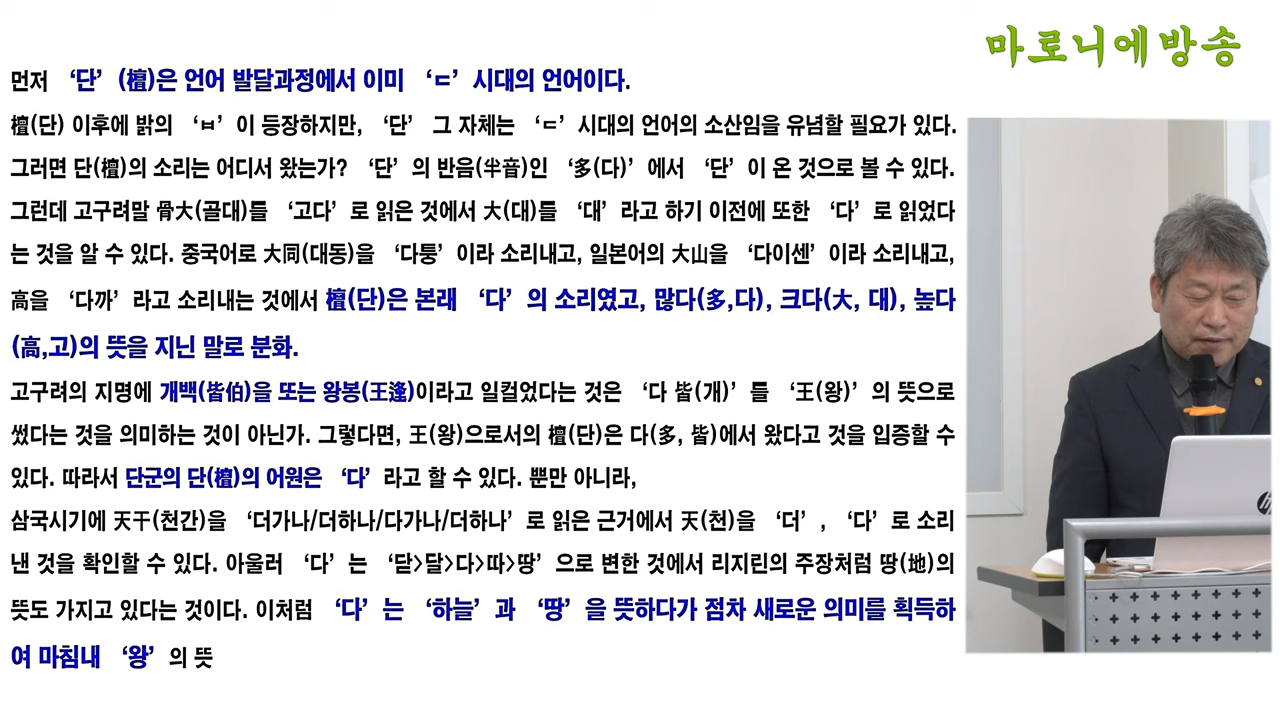 마로니에방송
먼저 ‘단’(檀)은 언어 발달과정에서 이미 ‘ㄷ’시대의 언어이다.
檀(단) 이후에 밝의 ‘ㅂ’이 등장하지만, ‘단’ 그 자체는 ‘ㄷ’시대의 언어의 소산임을 유념할 필요가 있다.
그러면 단(檀)의 소리는 어디서 왔는가? ‘단’의 반음(半音)인 ‘多(다)’에서 ‘단’이 온 것으로 볼 수 있다.
그런데 고구려말 骨大(골대)를 ‘고다’로 읽은 것에서 大(대)를 ‘대’라고 하기 이전에 또한 ‘다’로 읽었다
는 것을 알 수 있다. 중국어로 大同(대동)을 ‘다퉁’이라 소리내고, 일본어의 大山을 ‘다이센’이라 소리내고,
高을 ‘다까’라고 소리내는 것에서 檀(단)은 본래 ‘다’의 소리였고, 많다(多,다), 크다(大, 대), 높다
(高,고)의 뜻을 지닌 말로 분화.
고구려의 지명에 개백(皆伯)을 또는 왕봉(王逢)이라고 일컬었다는 것은 ‘다 皆(개)’를 ‘王(왕)’의 뜻으로
썼다는 것을 의미하는 것이 아닌가. 그렇다면, 王(왕)으로서의 檀(단)은 다(多, 皆)에서 왔다고 것을 입증할 수
있다. 따라서 단군의 단(檀)의 어원은 ‘다’라고 할 수 있다. 뿐만 아니라,
삼국시기에 天干(천간)을 ‘더가나/더하나/다가나/더하나’로 읽은 근거에서 天(천)을 ‘더’, ‘다’로 소리
낸 것을 확인할 수 있다. 아울러 ‘다’는 ‘닫>달>다>따>땅’으로 변한 것에서 리지린의 주장처럼 땅(地)의
뜻도 가지고 있다는 것이다. 이처럼 ‘다’는 ‘하늘’과 ‘땅’을 뜻하다가 점차 새로운 의미를 획득하
여 마침내 ‘왕’의 뜻